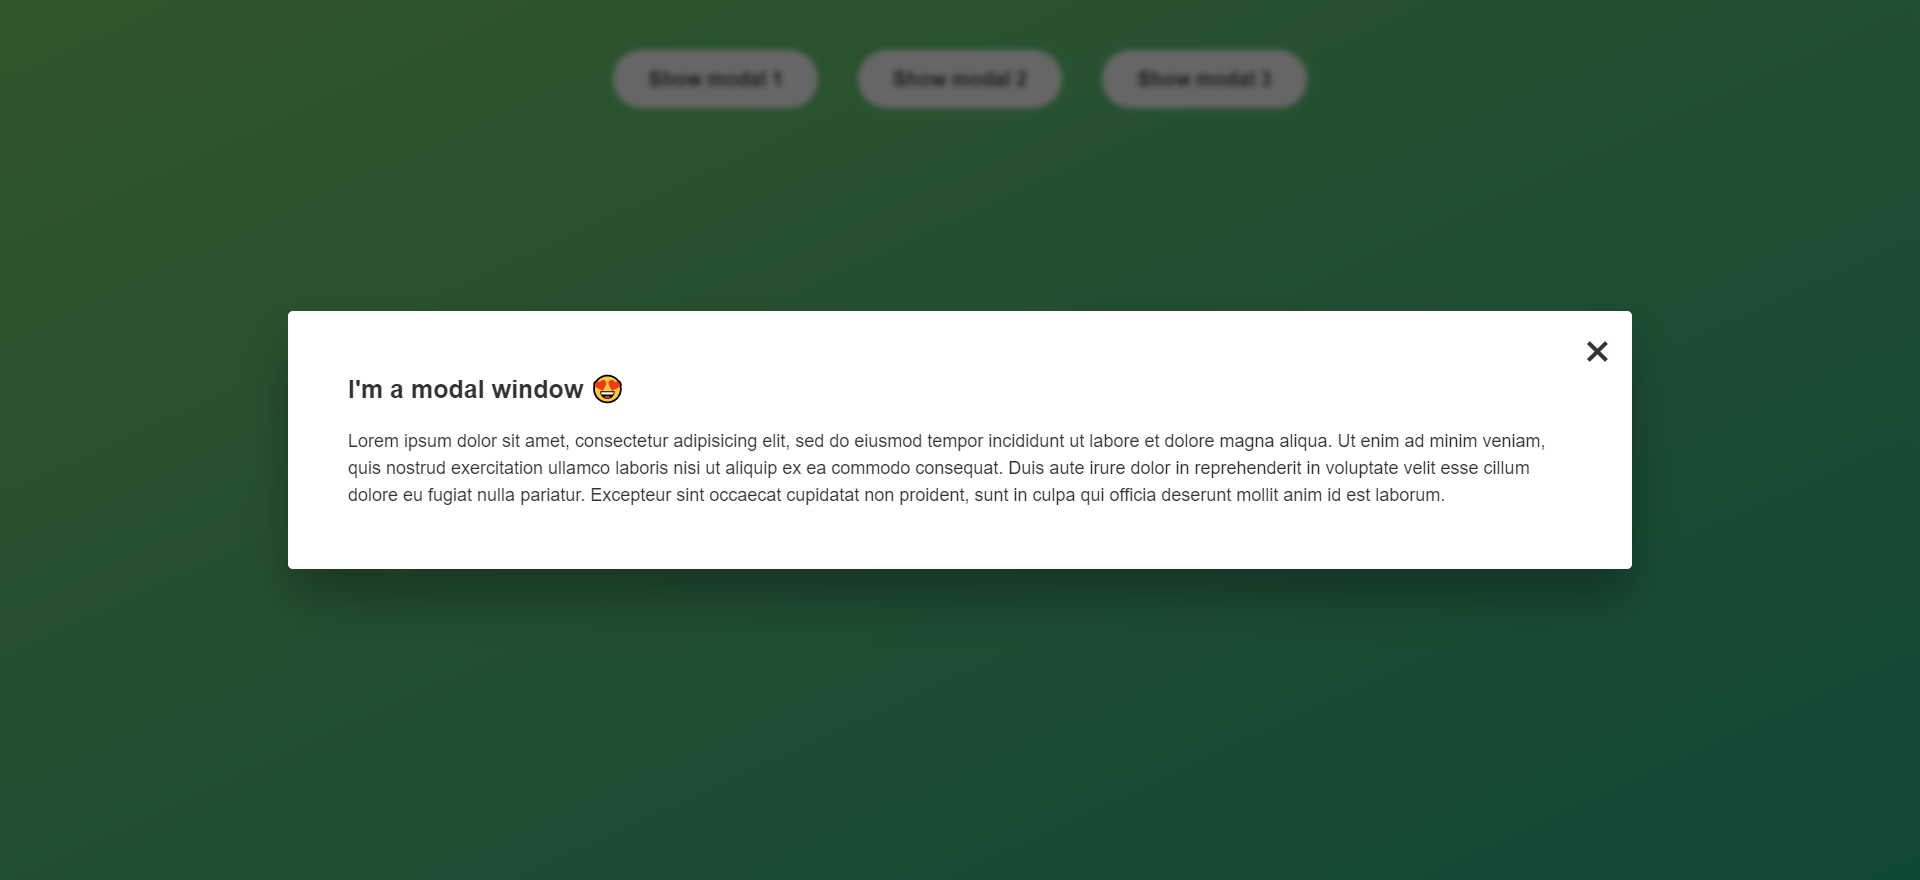 Show modal 1
Show modal 2
Show modal 3
I'm a modal window 😍
Lorem ipsum dolor sit amet, consectetur adipisicing elit, sed do eiusmod tempor incididunt ut labore et dolore magna aliqua. Ut enim ad minim veniam,
quis nostrud exercitation ullamco laboris nisi ut aliquip ex ea commodo consequat. Duis aute irure dolor in reprehenderit in voluptate velit esse cillum
dolore eu fugiat nulla pariatur. Excepteur sint occaecat cupidatat non proident, sunt in culpa qui officia deserunt mollit anim id est laborum.